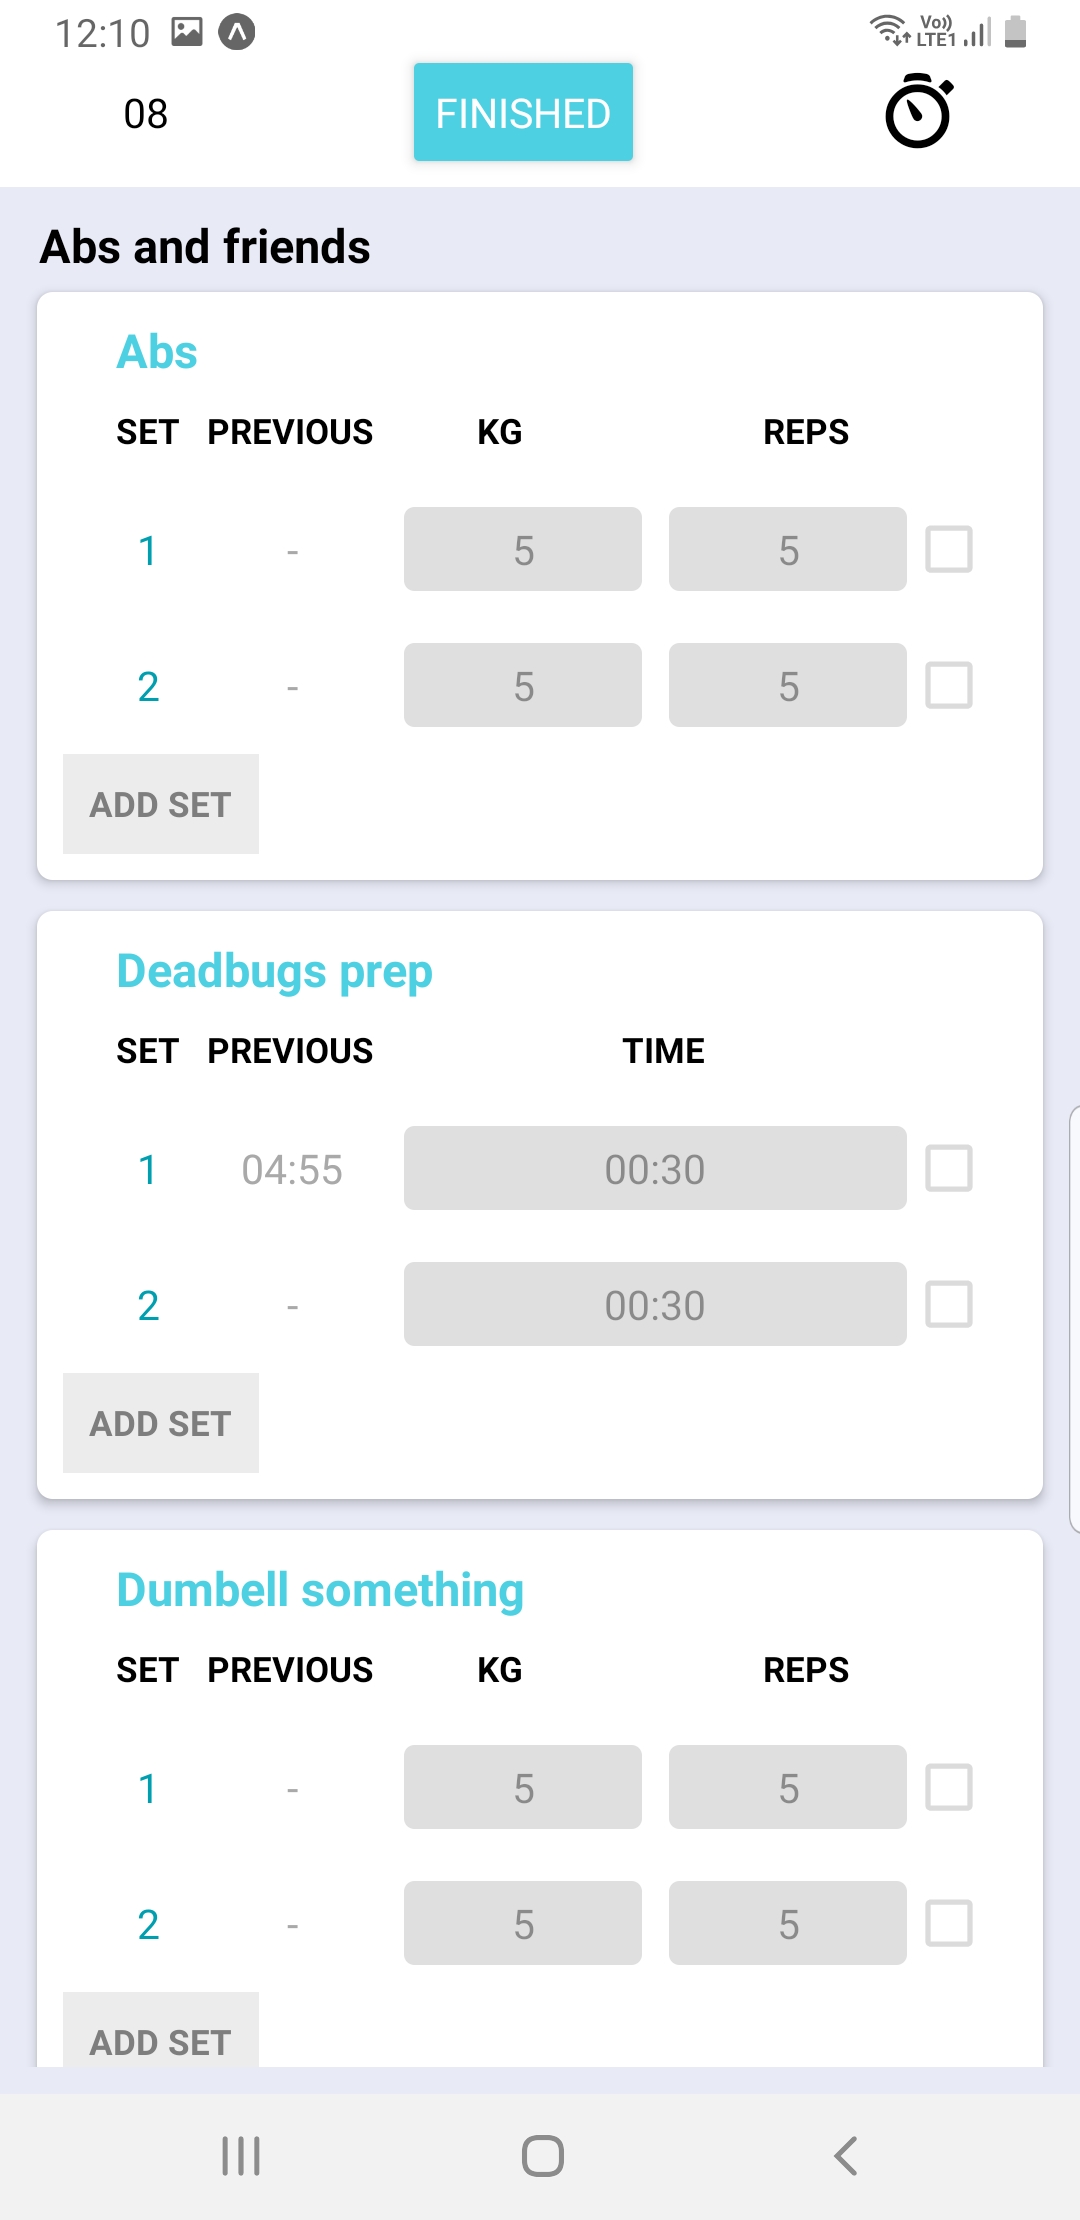 12:10 Vo)) LTE1
08 FINISHED
Abs and friends
Abs
SET PREVIOUS KG REPS
1 - 5 5
2 - 5 5
ADD SET
Deadbugs prep
SET PREVIOUS TIME
1 04:55 00:30
2 - 00:30
ADD SET
Dumbell something
SET PREVIOUS KG REPS
1 - 5 5
2 - 5 5
ADD SET